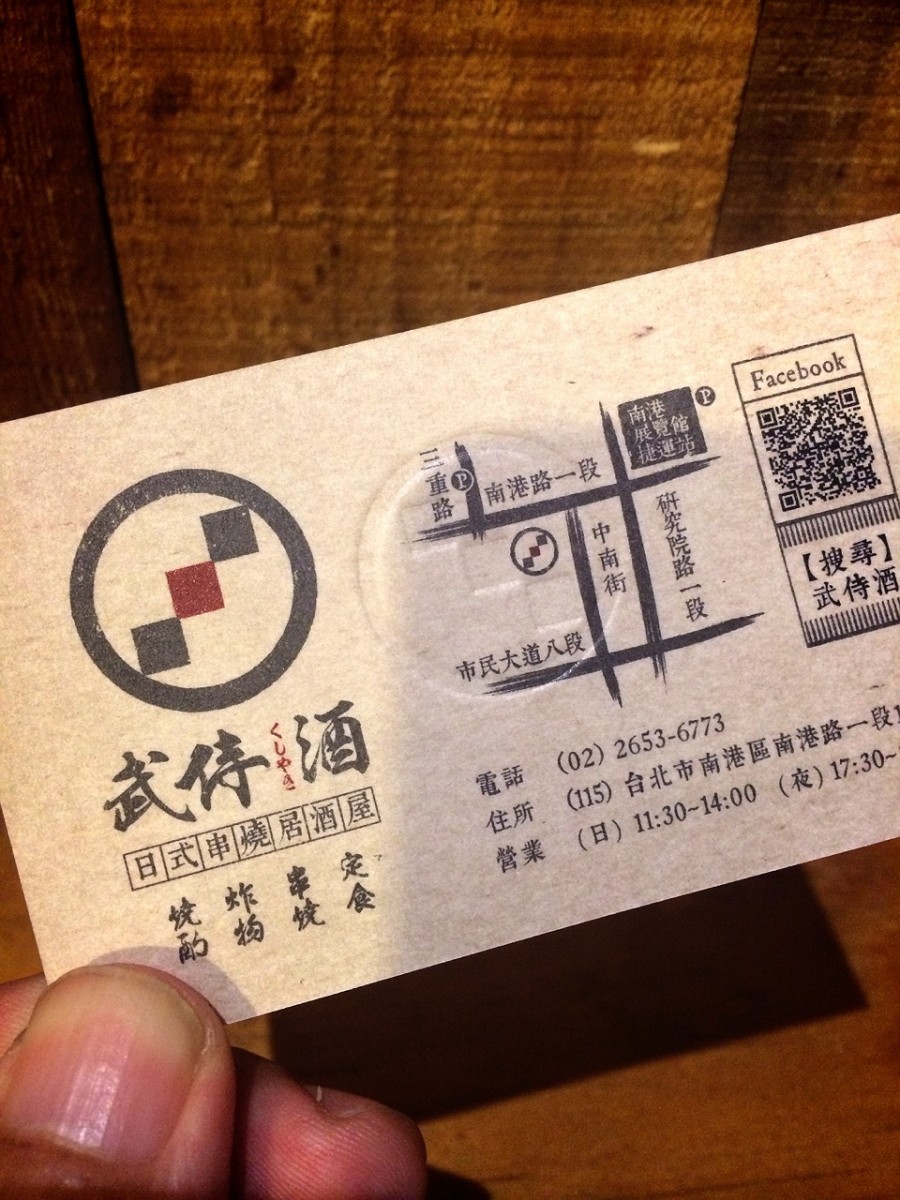 武侍酒
くしやき
日式串燒居酒屋
定食
串燒
炸物
燒酌
三重路
P
南港路一段
南港
展覽館
捷運站
P
中南街
研究院路一段
市民大道八段
Facebook
【搜尋】
武侍酒
電話 (02) 2653-6773
住所 (115) 台北市南港區南港路一段
營業 (日) 11:30~14:00 (夜) 17:30~